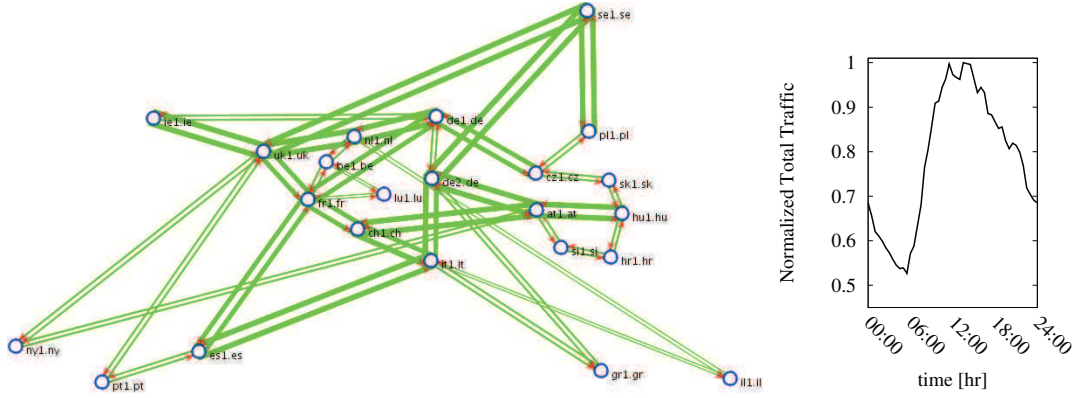 se1.se
ie1.ie
de1.de
nl1.nl
uk1.uk
pl1.pl
be1.be
cz1.cz
de2.de
sk1.sk
lu1.lu
fr1.fr
at1.at
hu1.hu
ch1.ch
si1.si
hr1.hr
it1.it
ny1.ny
es1.es
gr1.gr
pt1.pt
il1.il
Normalized Total Traffic
1
0.9
0.8
0.7
0.6
0.5
00:00
06:00
12:00
18:00
24:00
time [hr]